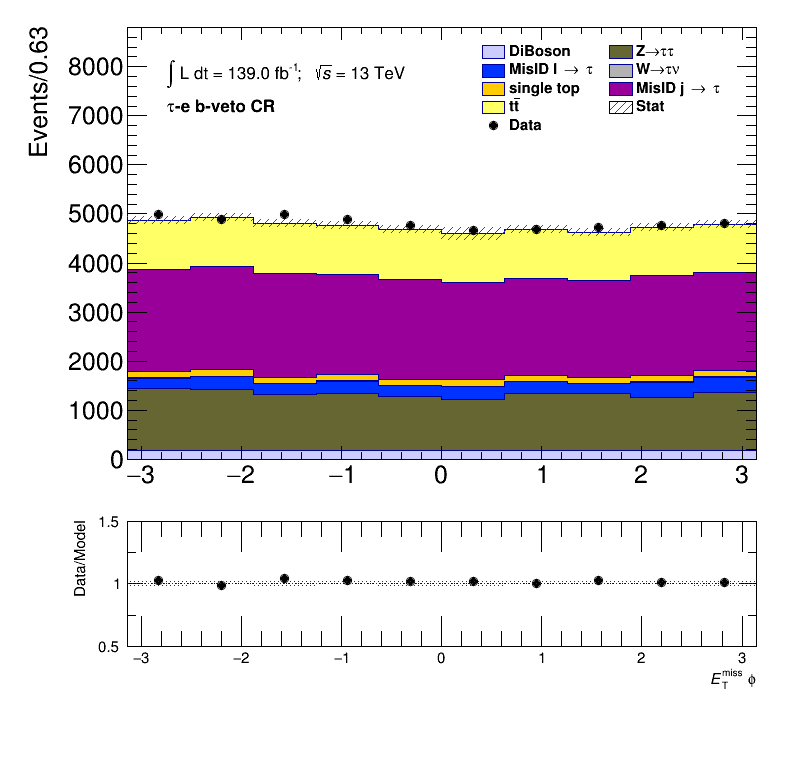 Events/0.63
8000
7000
6000
5000
4000
3000
2000
1000
0
∫ L dt = 139.0 fb⁻¹; √s = 13 TeV
τ-e b-veto CR
DiBoson
Z→ττ
MisID l → τ
W→τν
single top
MisID j → τ
tt̄
Stat
Data
−3 −2 −1 0 1 2 3
Data/Model
1.5
1
0.5
−3 −2 −1 0 1 2 3
E_T^miss ϕ